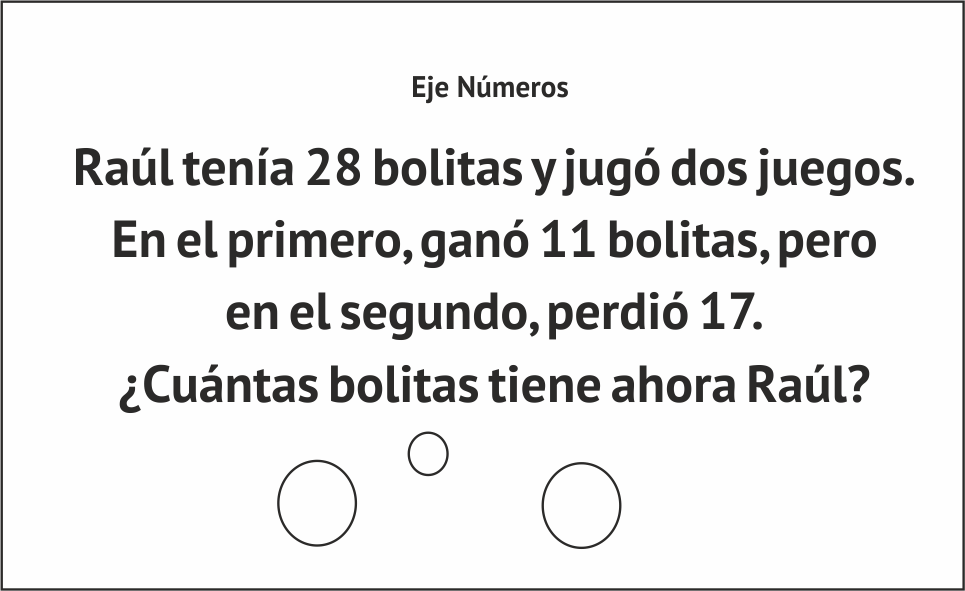 Eje Números
Raúl tenía 28 bolitas y jugó dos juegos.
En el primero, ganó 11 bolitas, pero
en el segundo, perdió 17.
¿Cuántas bolitas tiene ahora Raúl?